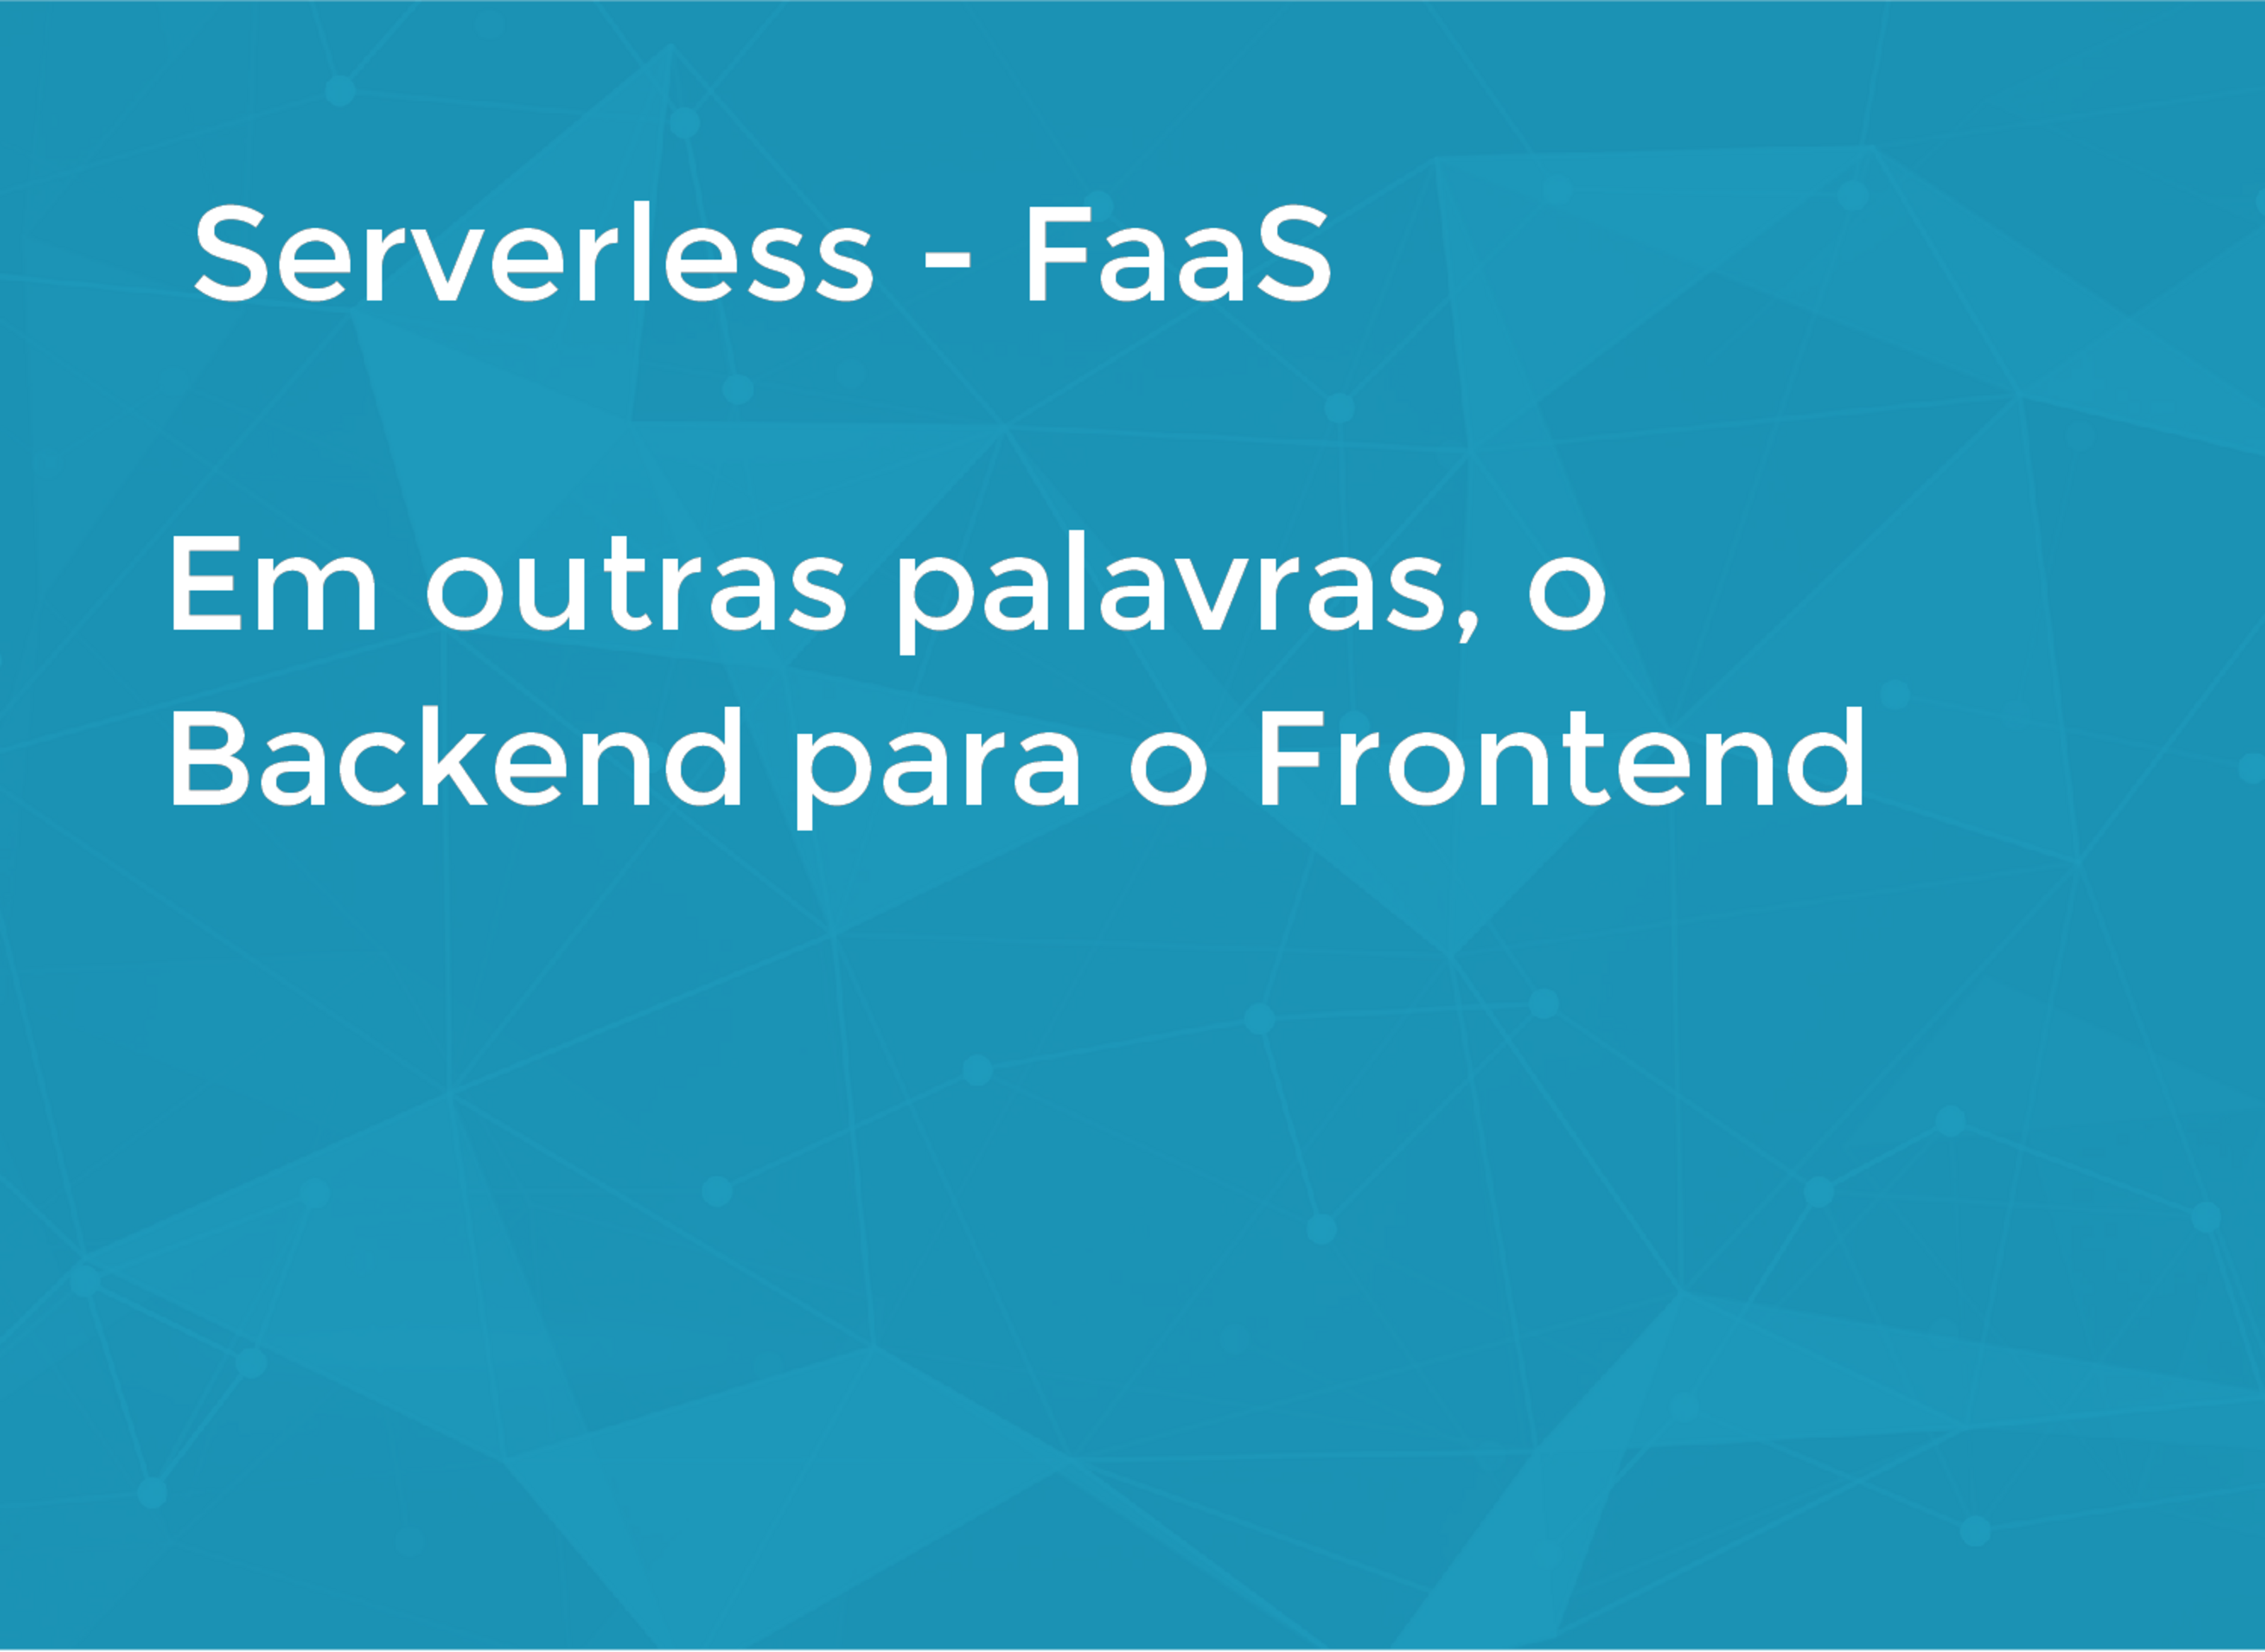 Serverless - FaaS
Em outras palavras, o
Backend para o Frontend